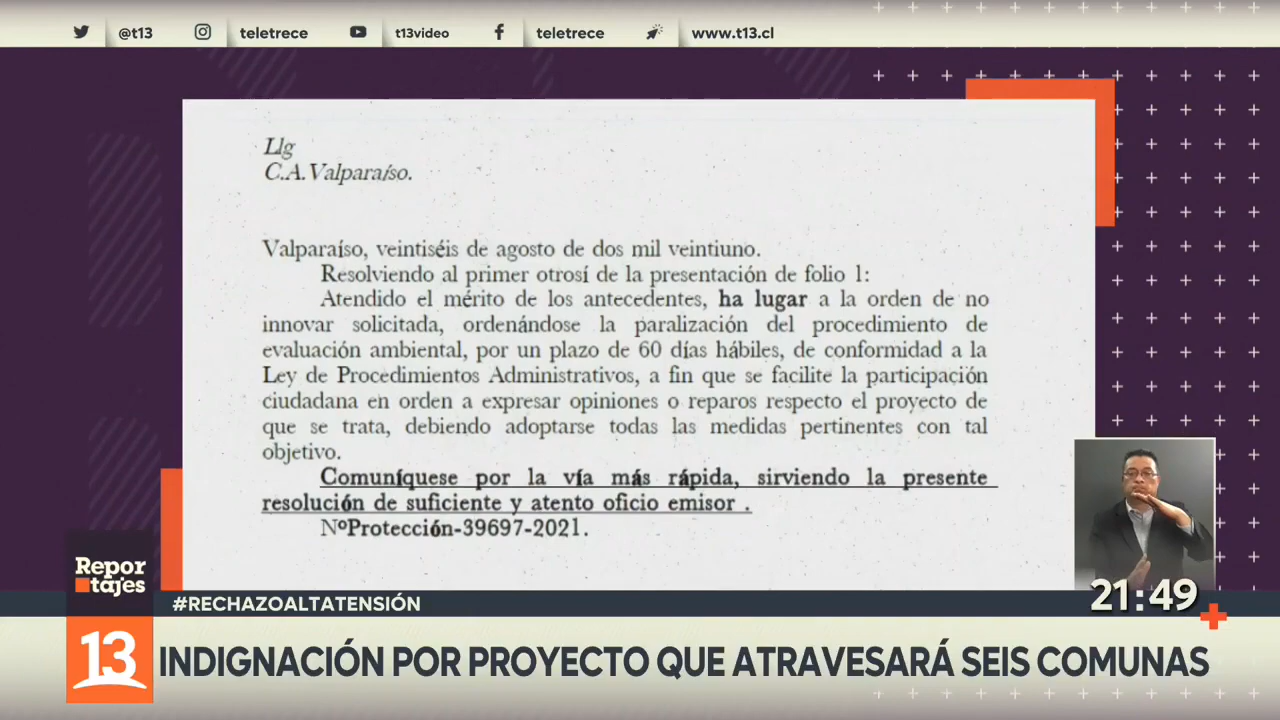 @t13 teletrece t13video teletrece www.t13.cl
Llg
C.A. Valparaíso.
Valparaíso, veintiséis de agosto de dos mil veintiuno.
Resolviendo al primer otrosí de la presentación de folio 1:
Atendido el mérito de los antecedentes, ha lugar a la orden de no
innovar solicitada, ordenándose la paralización del procedimiento de
evaluación ambiental, por un plazo de 60 días hábiles, de conformidad a la
Ley de Procedimientos Administrativos, a fin que se facilite la participación
ciudadana en orden a expresar opiniones o reparos respecto el proyecto de
que se trata, debiendo adoptarse todas las medidas pertinentes con tal
objetivo.
Comuníquese por la vía más rápida, sirviendo la presente
resolución de suficiente y atento oficio emisor .
NºProtección-39697-2021.
Repor
tajes
21:49
#RECHAZOALTATENSIÓN
13
INDIGNACIÓN POR PROYECTO QUE ATRAVESARÁ SEIS COMUNAS